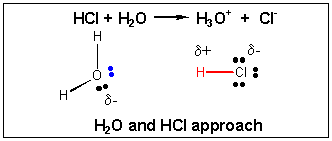 HCl + H₂O ⟶ H₃O⁺ + Cl⁻
H
O
H
δ-
δ+
δ-
H
Cl
H₂O and HCl approach